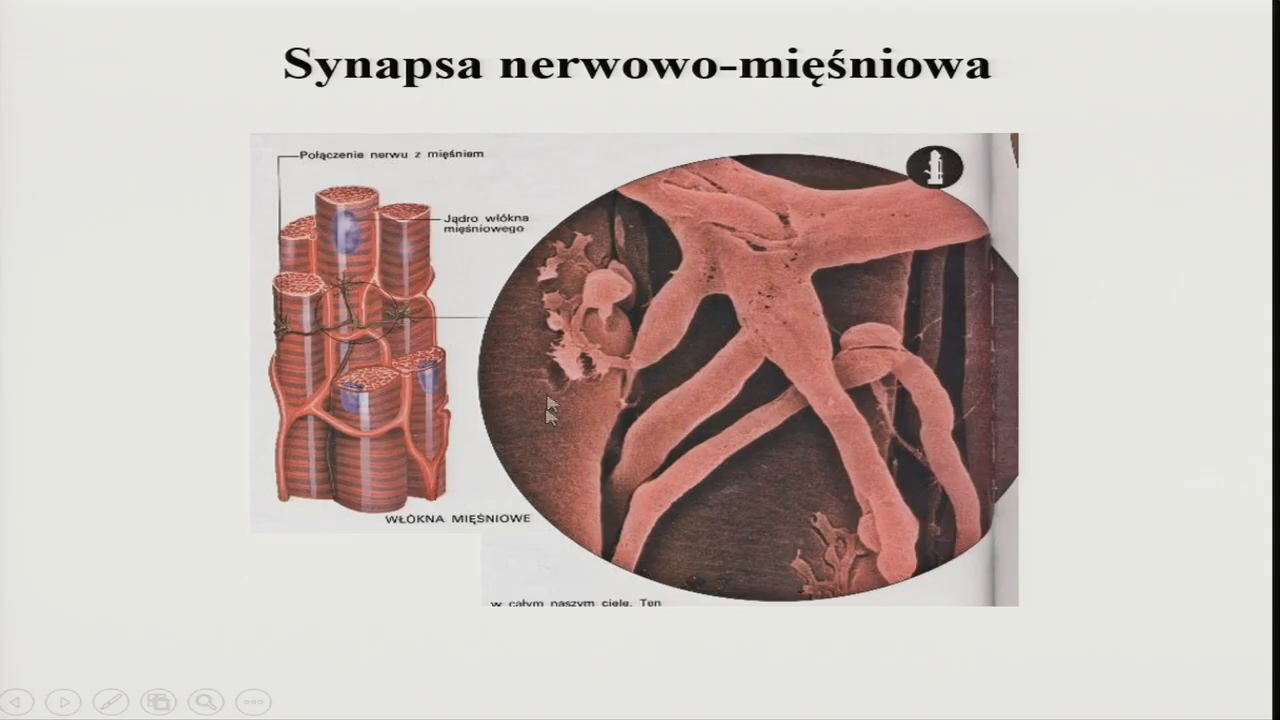 Synapsa nerwowo-mięśniowa
Połączenie nerwu z mięśniem
Jądro włókna
mięśniowego
WŁÓKNA MIĘŚNIOWE
w całym naszym ciele. Ten